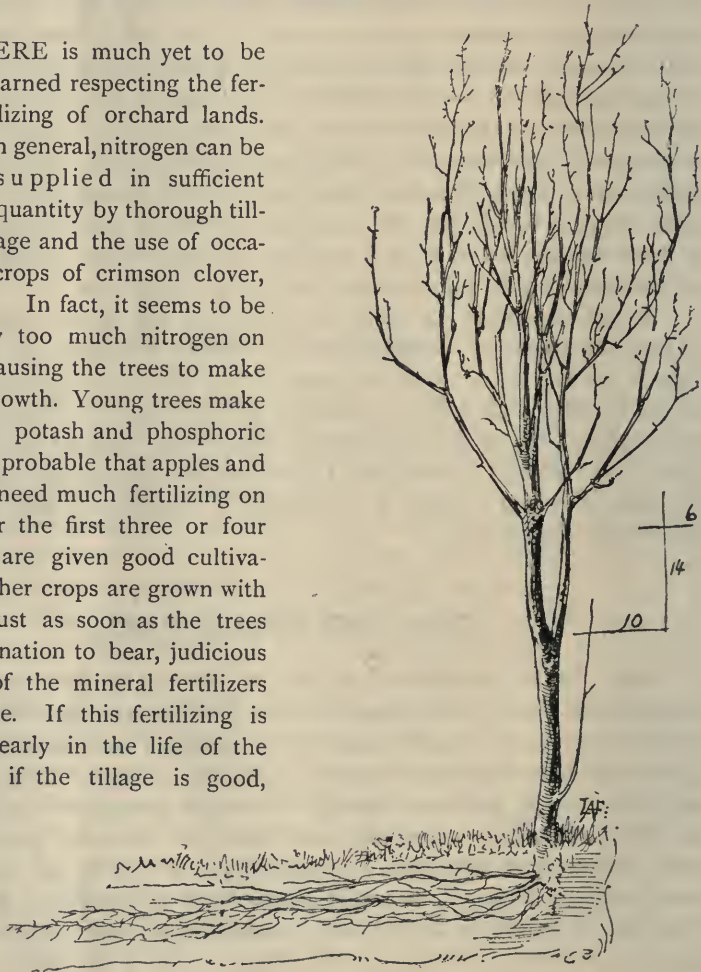 ERE is much yet to be
arned respecting the fer-
lizing of orchard lands.
n general, nitrogen can be
supplied in sufficient
quantity by thorough till-
age and the use of occa-
crops of crimson clover,
In fact, it seems to be
too much nitrogen on
ausing the trees to make
owth. Young trees make
potash and phosphoric
probable that apples and
need much fertilizing on
r the first three or four
are given good cultiva-
her crops are grown with
ust as soon as the trees
nation to bear, judicious
of the mineral fertilizers
e. If this fertilizing is
early in the life of the
if the tillage is good,
6
14
10